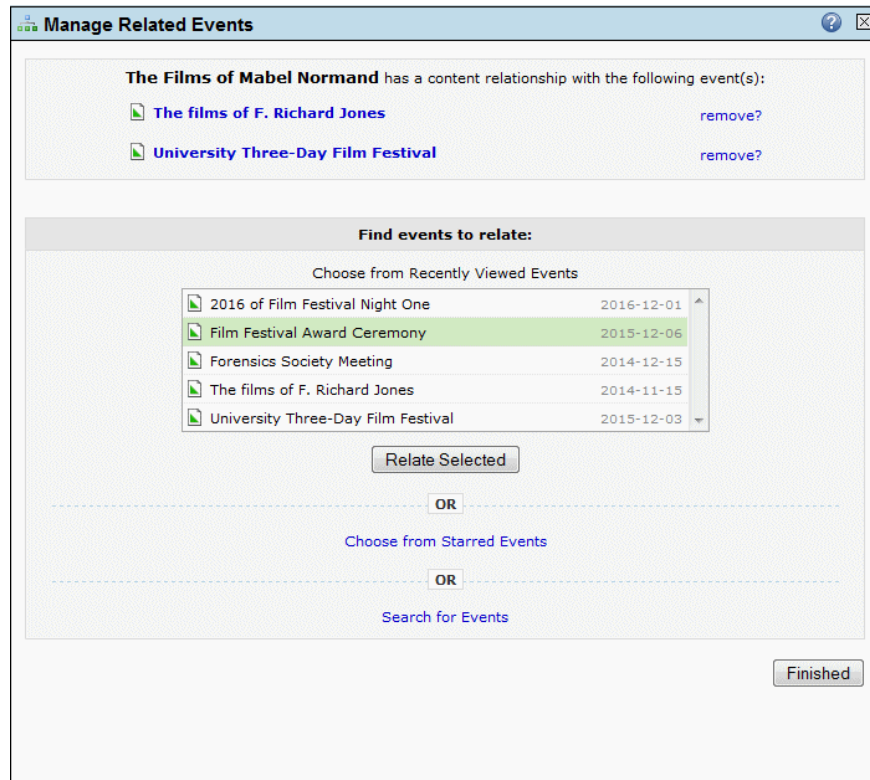 Manage Related Events
The Films of Mabel Normand has a content relationship with the following event(s):
The films of F. Richard Jones remove?
University Three-Day Film Festival remove?
Find events to relate:
Choose from Recently Viewed Events
2016 of Film Festival Night One 2016-12-01
Film Festival Award Ceremony 2015-12-06
Forensics Society Meeting 2014-12-15
The films of F. Richard Jones 2014-11-15
University Three-Day Film Festival 2015-12-03
Relate Selected
OR
Choose from Starred Events
OR
Search for Events
Finished